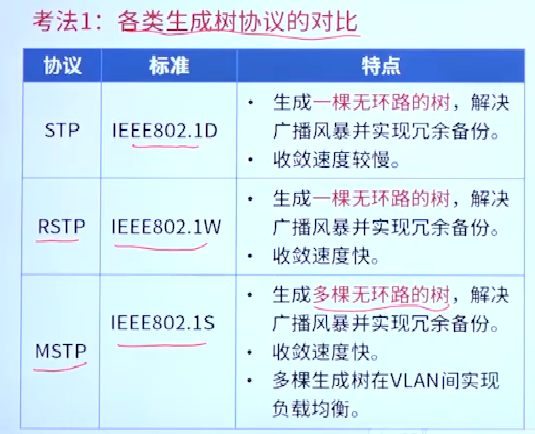 考法1：各类生成树协议的对比
协议 标准 特点
STP IEEE802.1D
• 生成一棵无环路的树，解决
广播风暴并实现冗余备份。
• 收敛速度较慢。
RSTP IEEE802.1W
• 生成一棵无环路的树，解决
广播风暴并实现冗余备份。
• 收敛速度快。
MSTP IEEE802.1S
• 生成多棵无环路的树，解决
广播风暴并实现冗余备份。
• 收敛速度快。
• 多棵生成树在VLAN间实现
负载均衡。